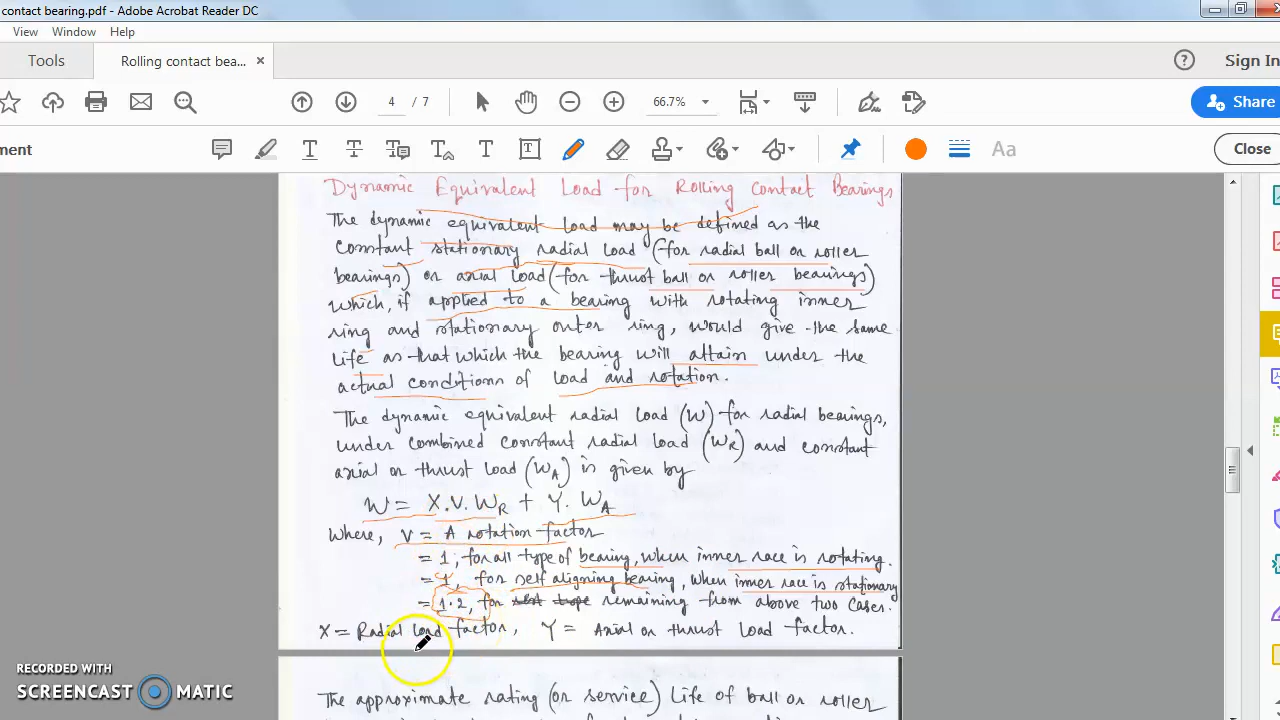 contact bearing.pdf - Adobe Acrobat Reader DC
View Window Help
Tools
Rolling contact bea... ×
Sign In
4 / 7
66.7%
Share
ment
Aa
Close
Dynamic Equivalent Load for Rolling Contact Bearings
The dynamic equivalent load may be defined as the
constant stationary radial load (for radial ball or roller
bearings) or axial load (for thrust ball or roller bearings)
which, if applied to a bearing with rotating inner
ring and stationary outer ring, would give the same
life as that which the bearing will attain under the
actual conditions of load and rotation.
The dynamic equivalent radial load (W) for radial bearings,
under combined constant radial load (WR) and constant
axial or thrust load (WA) is given by
W = X.V. WR + Y. WA
Where, V = A rotation factor
= 1, for all type of bearing, when inner race is rotating.
= 1, for self aligning bearing, when inner race is stationary
= 1.2, for rest type remaining from above two cases.
X = Radial load factor, Y = Axial or thrust load factor.
The approximate rating (or service) life of ball or roller
RECORDED WITH
SCREENCAST MATIC